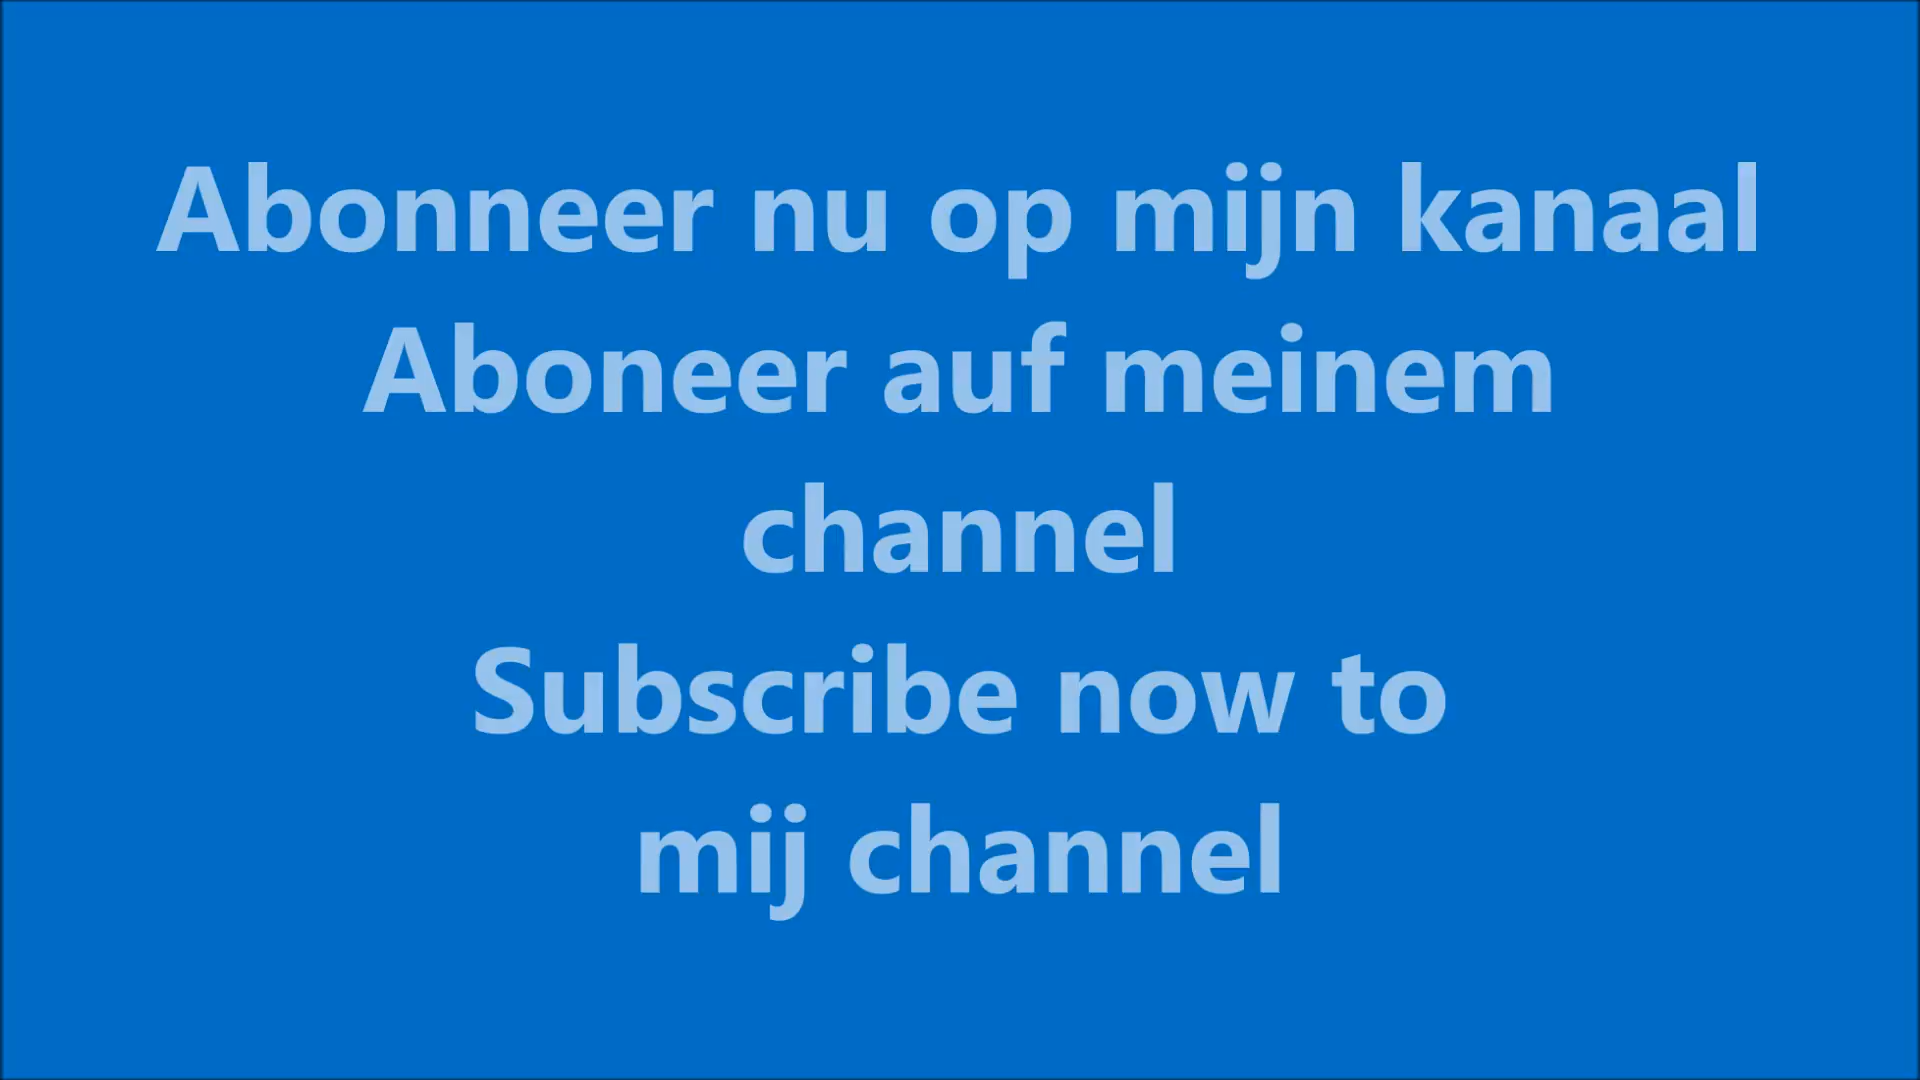 Abonneer nu op mijn kanaal
Aboneer auf meinem
channel
Subscribe now to
mij channel